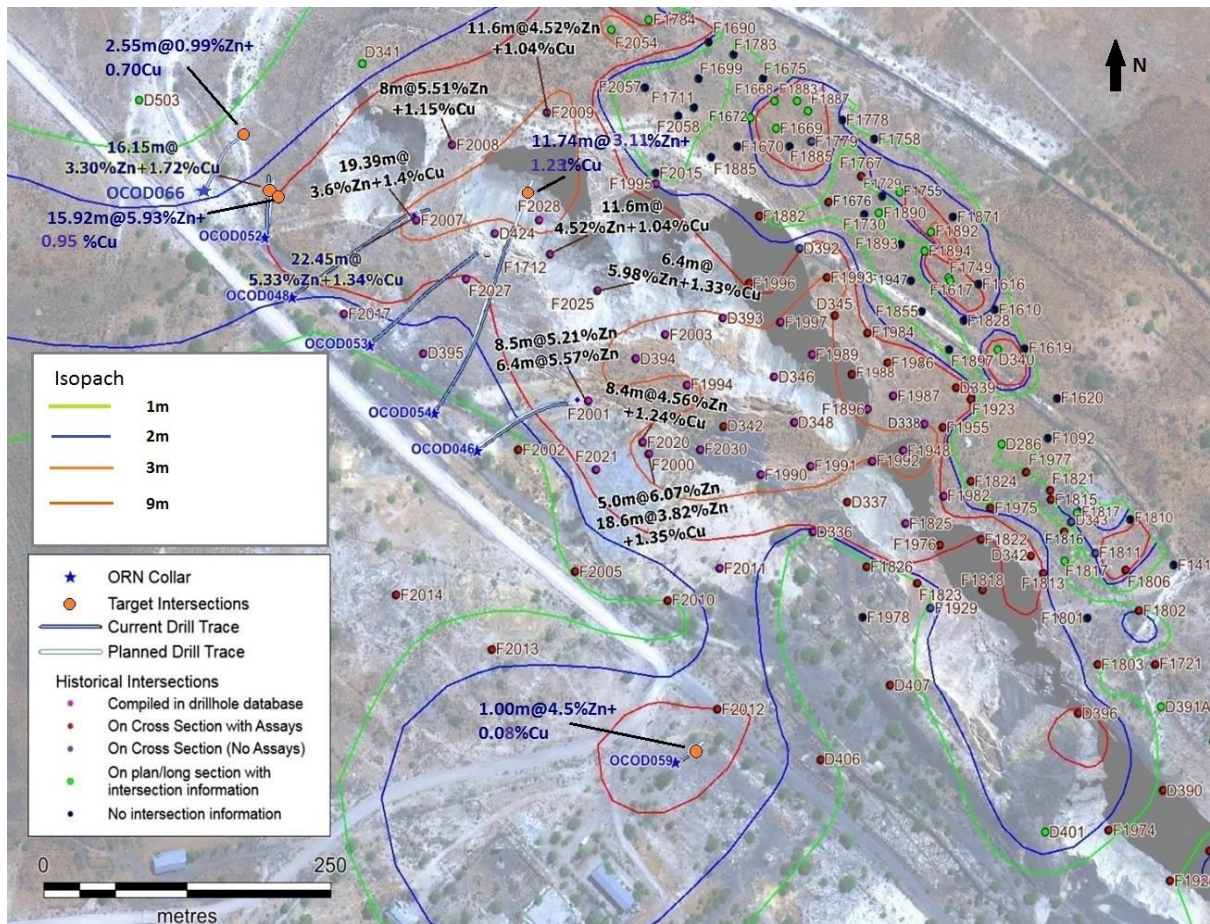 2.55m@0.99%Zn+
0.70Cu
D341
D503
16.15m@
3.30%Zn+1.72%Cu
OCOD066
15.92m@5.93%Zn+
0.95 %Cu
OCOD052
11.6m@4.52%Zn
+1.04%Cu
8m@5.51%Zn
+1.15%Cu
F2009
F2008
19.39m@
3.6%Zn+1.4%Cu
11.74m@3.11%Zn+
1.23%Cu
F2007
F2028
D424
F1712
22.45m@
5.33%Zn+1.34%Cu
OCOD048
F2027
F2017
OCOD053
D395
OCOD054
OCOD046
F2054
F1784
F1690
F1783
F2057
F1699
F1675
F1711
F1668
F1883
F1887
F2058
F1672
F1669
F1778
F1670
F1779
F1758
F1885
F1885
F2015
F1995
F1767
F1729
F1676
F1755
F1882
F1730
F1890
F1871
F1892
F1893
F1894
D392
11.6m@
4.52%Zn+1.04%Cu
6.4m@
5.98%Zn+1.33%Cu
F2025
F1996
F1993
F1947
F1749
F1617
F1616
D393
D345
F1855
F1610
F1997
F1984
F1828
F2003
8.5m@5.21%Zn
6.4m@5.57%Zn
D394
F1989
F1986
F1897
D340
F1619
F1988
D346
F1994
8.4m@4.56%Zn
+1.24%Cu
F2001
F1987
D339
F1923
F1620
F1896
D342
D348
D338
F1955
F2002
F2020
F2030
F1948
D286
F1092
F2021
F2000
F1991
F1992
F1990
F1977
F1824
F1821
5.0m@6.07%Zn
18.6m@3.82%Zn
+1.35%Cu
D337
F1982
F1975
F1815
F1817
D343
F1810
D336
F1825
F1816
F1976
F1822
D342
F1811
F1817
F1806
F141
F2005
F2011
F1826
F1823
F1818
F1813
F2014
F2010
F1929
F1978
F1801
F1802
F2013
F1803
F1721
D407
1.00m@4.5%Zn+
0.08%Cu
F2012
D396
D391A
OCOD059
D406
D390
D401
F1974
F1926
N
Isopach
1m
2m
3m
9m
ORN Collar
Target Intersections
Current Drill Trace
Planned Drill Trace
Historical Intersections
Compiled in drillhole database
On Cross Section with Assays
On Cross Section (No Assays)
On plan/long section with
intersection information
No intersection information
0
250
metres